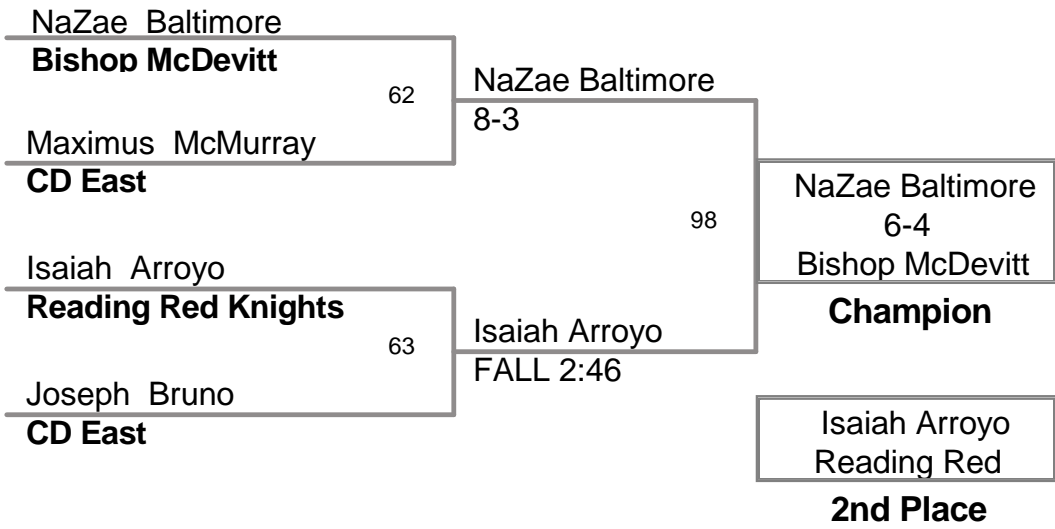 NaZae Baltimore
Bishop McDevitt
62
NaZae Baltimore
8-3
Maximus McMurray
CD East
98
NaZae Baltimore
6-4
Bishop McDevitt
Champion
Isaiah Arroyo
Reading Red Knights
63
Isaiah Arroyo
FALL 2:46
Joseph Bruno
CD East
Isaiah Arroyo
Reading Red
2nd Place